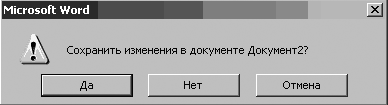 Microsoft Word
Сохранить изменения в документе Документ2?
Да
Нет
Отмена